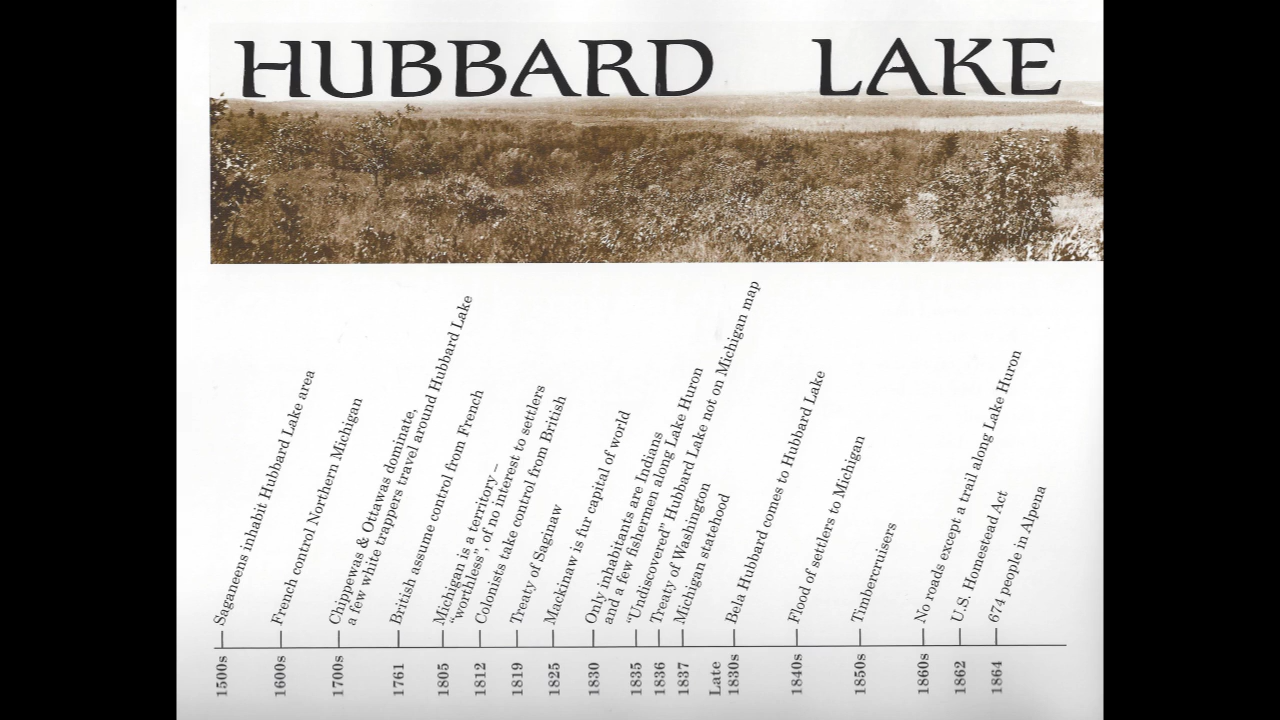 HUBBARD LAKE
Saganeens inhabit Hubbard Lake area
French control Northern Michigan
Chippewas & Ottawas dominate,
a few white trappers travel around Hubbard Lake
British assume control from French
Michigan is a territory –
"worthless", of no interest to settlers
Colonists take control from British
Treaty of Saginaw
Mackinaw is fur capital of world
Only inhabitants are Indians
and a few fishermen along Lake Huron
"Undiscovered" Hubbard Lake not on Michigan map
Treaty of Washington
Michigan statehood
Bela Hubbard comes to Hubbard Lake
Flood of settlers to Michigan
Timbercruisers
No roads except a trail along Lake Huron
U.S. Homestead Act
674 people in Alpena
1500s
1600s
1700s
1761
1805
1812
1819
1825
1830
1835
1836
1837
Late
1830s
1840s
1850s
1860s
1862
1864